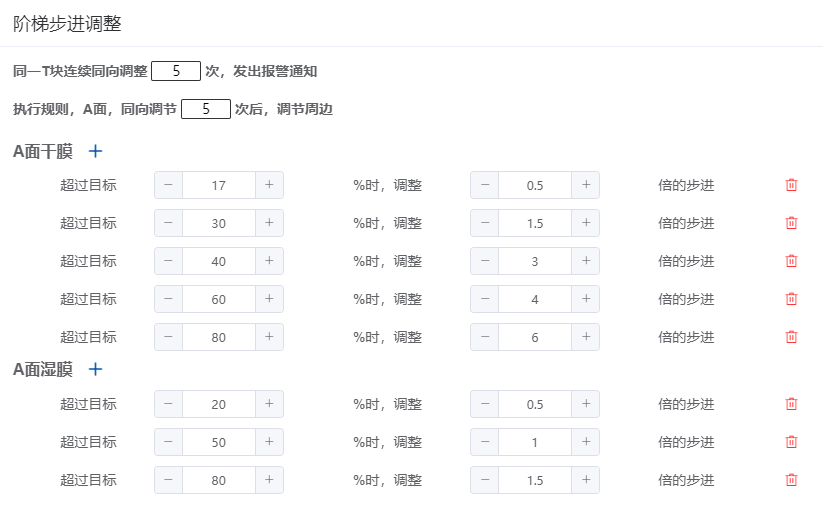 阶梯步进调整
同一T块连续同向调整 5 次，发出报警通知
执行规则，A面，同向调节 5 次后，调节周边
A面干膜 +
超过目标 − 17 + %时，调整 − 0.5 + 倍的步进
超过目标 − 30 + %时，调整 − 1.5 + 倍的步进
超过目标 − 40 + %时，调整 − 3 + 倍的步进
超过目标 − 60 + %时，调整 − 4 + 倍的步进
超过目标 − 80 + %时，调整 − 6 + 倍的步进
A面湿膜 +
超过目标 − 20 + %时，调整 − 0.5 + 倍的步进
超过目标 − 50 + %时，调整 − 1 + 倍的步进
超过目标 − 80 + %时，调整 − 1.5 + 倍的步进